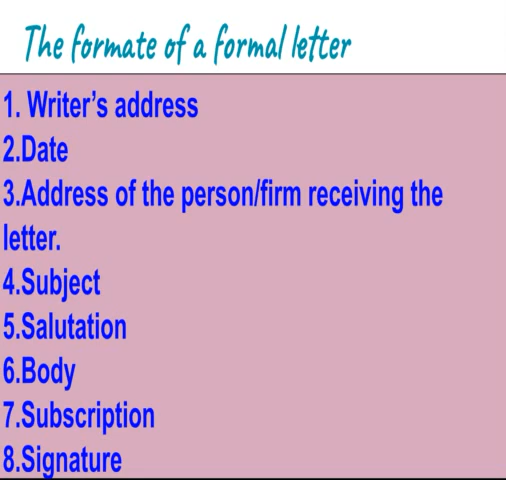 The formate of a formal letter
1. Writer's address
2.Date
3.Address of the person/firm receiving the
letter.
4.Subject
5.Salutation
6.Body
7.Subscription
8.Signature